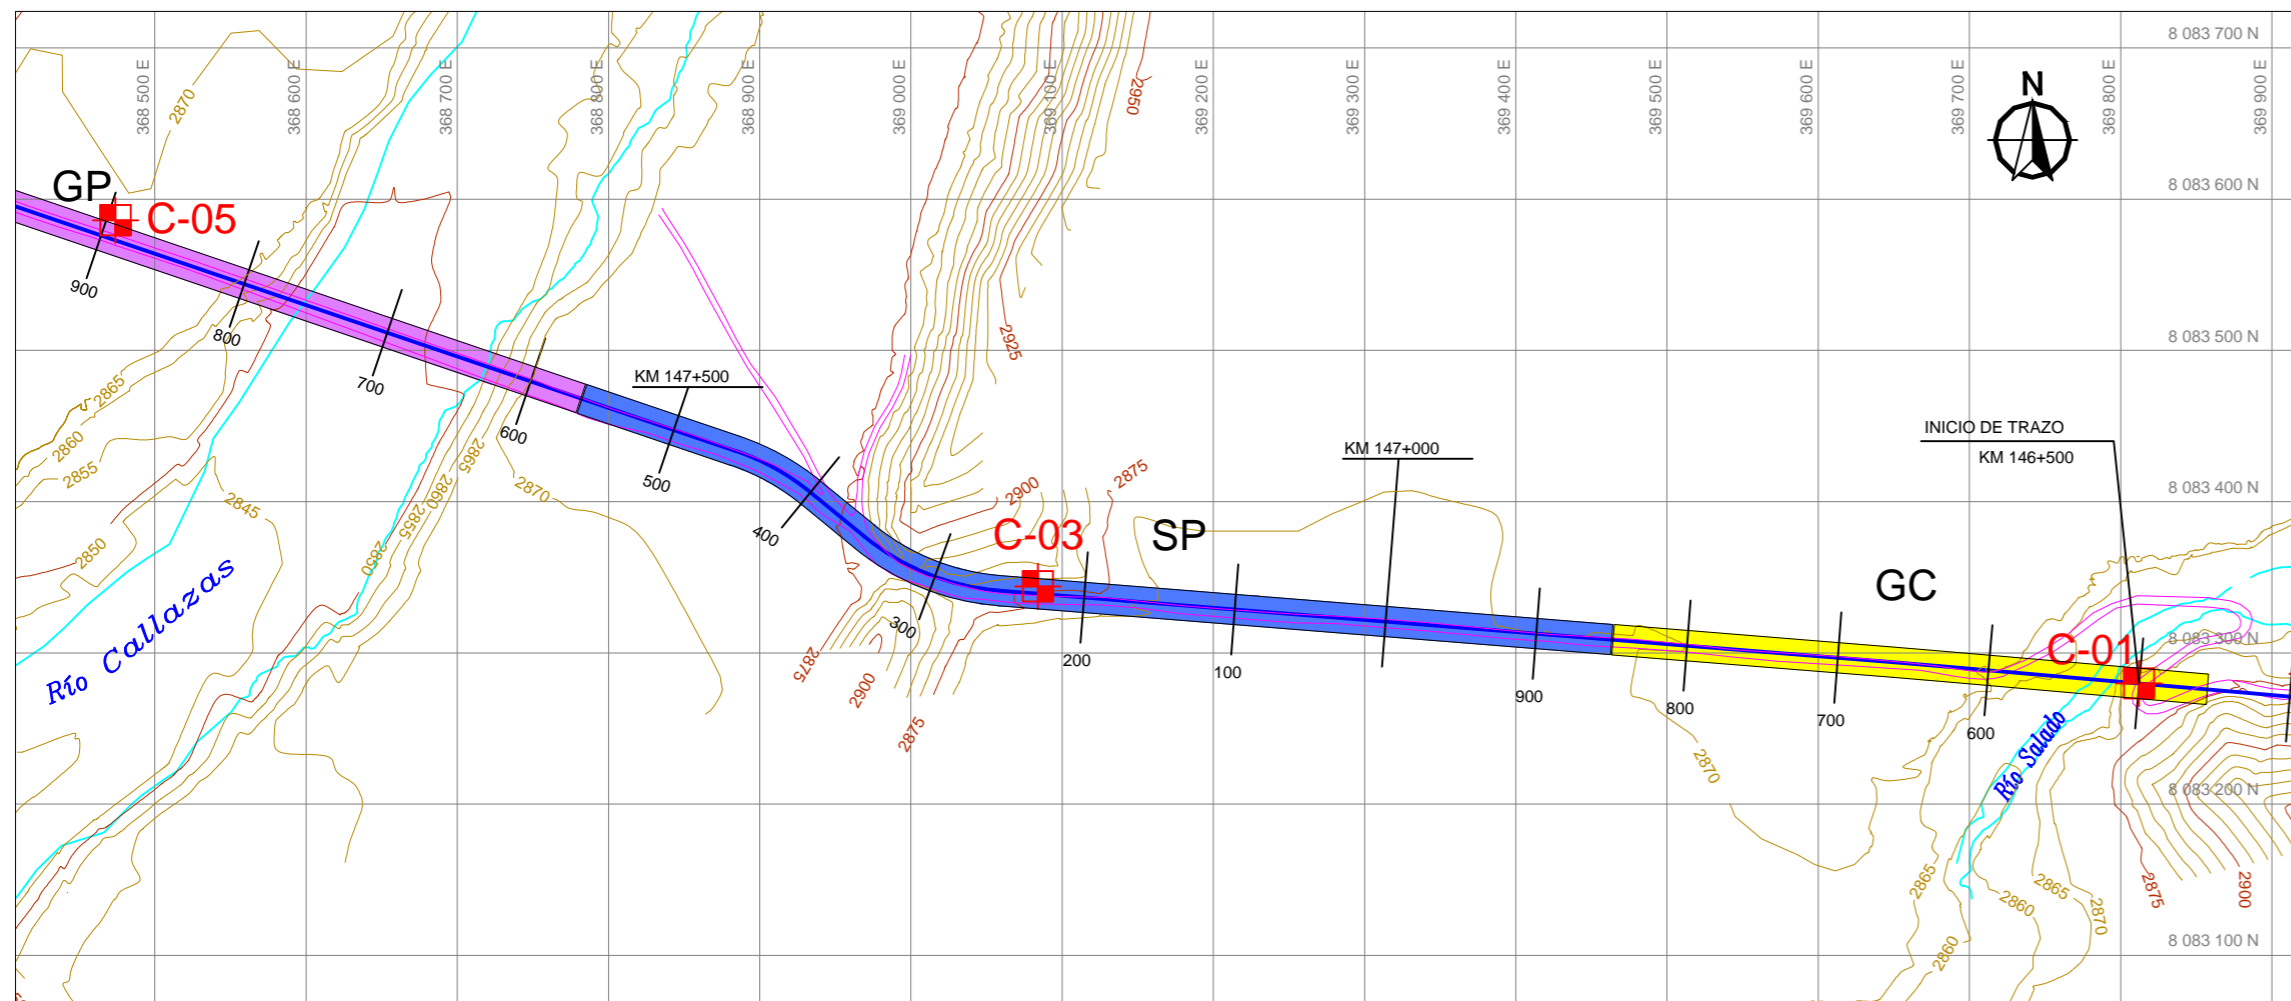 8 083 700 N
368 500 E
368 600 E
368 700 E
368 800 E
368 900 E
369 000 E
369 100 E
369 200 E
369 300 E
369 400 E
369 500 E
369 600 E
369 700 E
369 800 E
369 900 E
N
2870
2950
GP
C-05
8 083 600 N
900
800
700
600
2925
8 083 500 N
KM 147+500
500
2865
2860
2855
2850
2845
2865
2860
2855
2850
2870
400
KM 147+000
INICIO DE TRAZO
KM 146+500
2900
2875
8 083 400 N
C-03
SP
GC
Río Callazas
300
200
100
900
800
700
600
C-01
8 083 300 N
2875
2900
2875
2870
Río Salado
8 083 200 N
2865
2860
2860
2865
2870
2875
2900
8 083 100 N